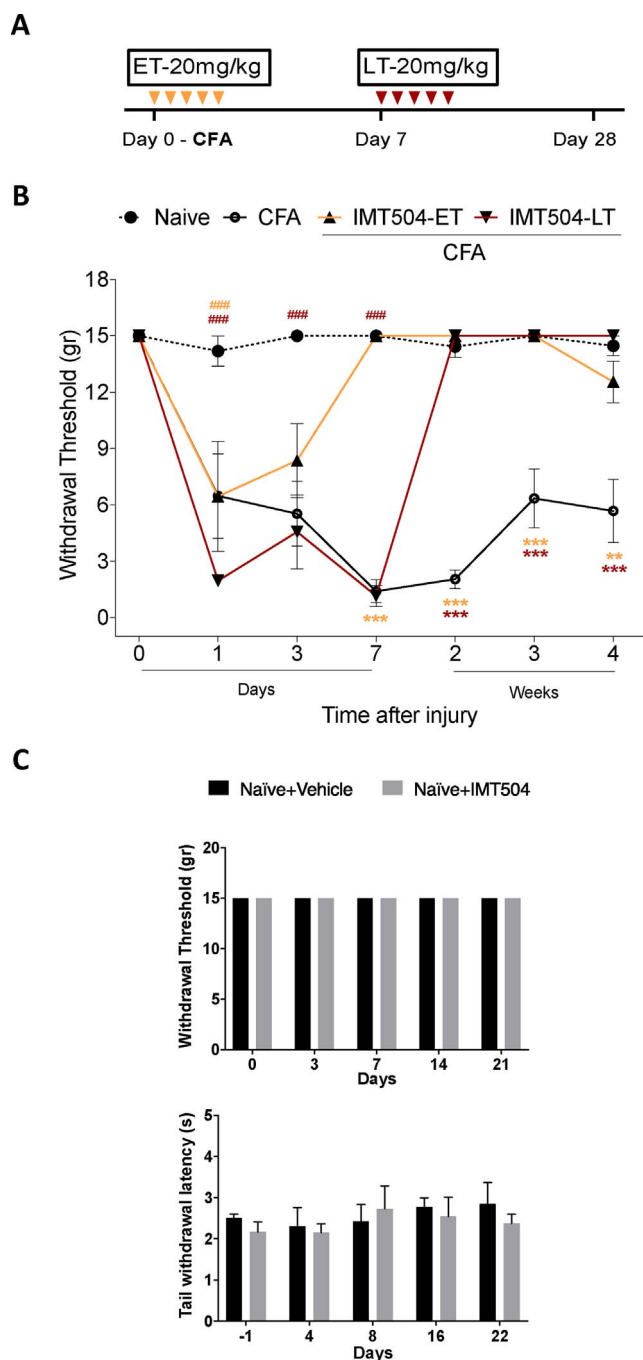 A
ET-20mg/kg LT-20mg/kg
Day 0 - CFA Day 7 Day 28
B
Naive CFA IMT504-ET IMT504-LT
CFA
18
15
12
9
6
3
0
Withdrawal Threshold (gr)
### ### ###
###
*** *** *** **
*** *** ***
0 1 3 7 2 3 4
Days Weeks
Time after injury
C
Naïve+Vehicle Naïve+IMT504
20
15
10
5
0
Withdrawal Threshold (gr)
0 3 7 14 21
Days
5
4
3
2
1
0
Tail withdrawal latency (s)
-1 4 8 16 22
Days